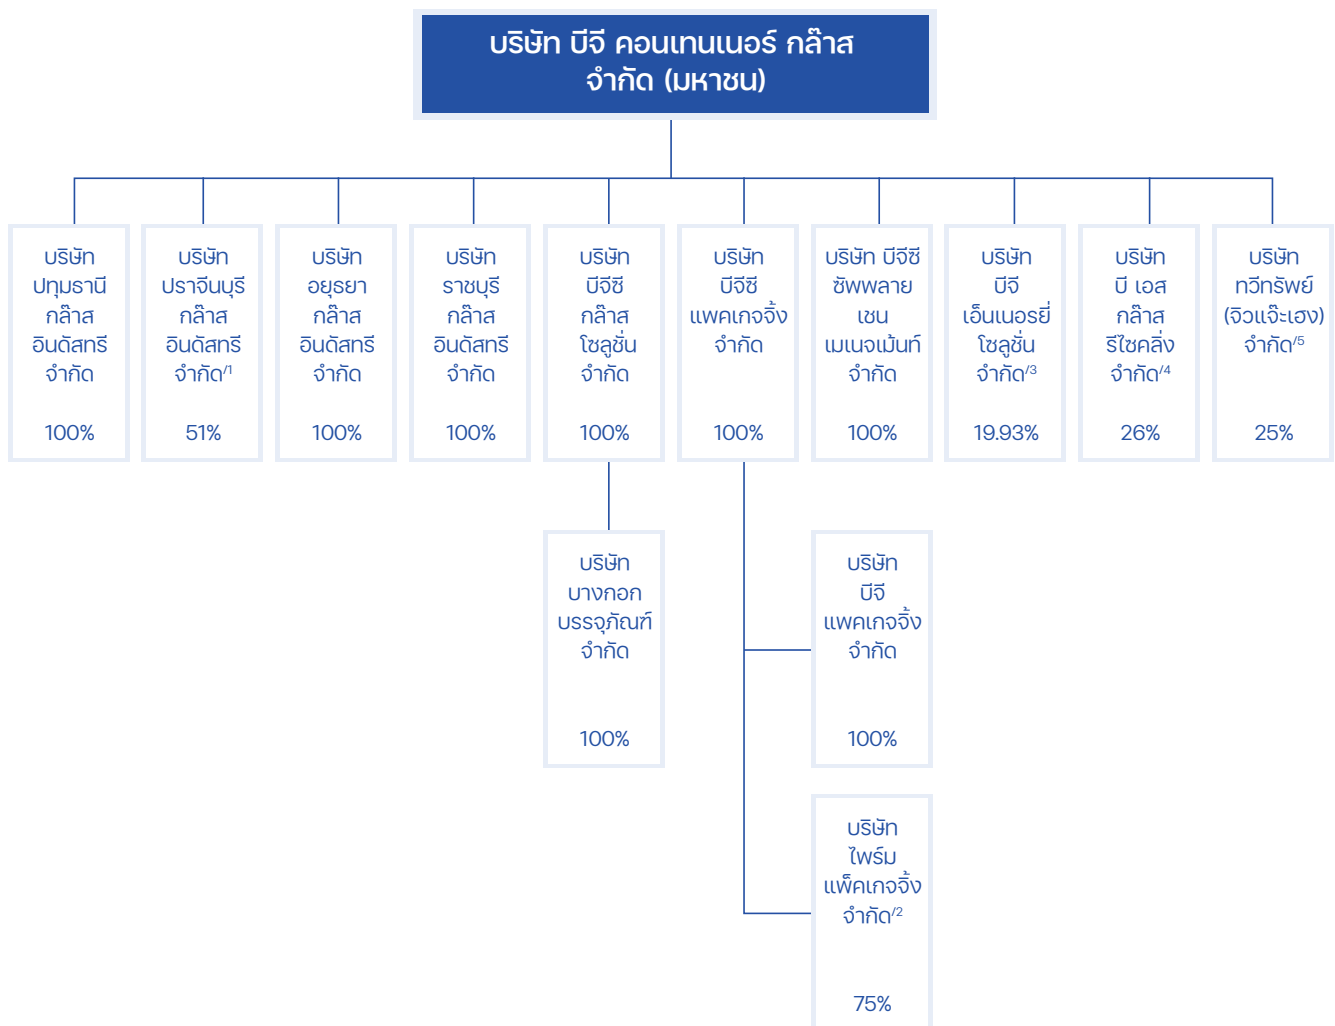 บริษัท บีจี คอนเทนเนอร์ กล๊าส
จำกัด (มหาชน)
บริษัท
ปทุมธานี
กล๊าส
อินดัสทรี
จำกัด
100%
บริษัท
ปราจีนบุรี
กล๊าส
อินดัสทรี
จำกัด/1
51%
บริษัท
อยุธยา
กล๊าส
อินดัสทรี
จำกัด
100%
บริษัท
ราชบุรี
กล๊าส
อินดัสทรี
จำกัด
100%
บริษัท
บีจีซี
กล๊าส
โซลูชั่น
จำกัด
100%
บริษัท
บีจีซี
แพคเกจจิ้ง
จำกัด
100%
บริษัท บีจีซี
ซัพพลาย
เชน
เมเนจเม้นท์
จำกัด
100%
บริษัท
บีจี
เอ็นเนอรยี่
โซลูชั่น
จำกัด/3
19.93%
บริษัท
บี เอส
กล๊าส
รีไซคลิ่ง
จำกัด/4
26%
บริษัท
ทวีทรัพย์
(จิวแจ๊ะเฮง)
จำกัด/5
25%
บริษัท
บางกอก
บรรจุภัณฑ์
จำกัด
100%
บริษัท
บีจี
แพคเกจจิ้ง
จำกัด
100%
บริษัท
ไพร์ม
แพ็คเกจจิ้ง
จำกัด/2
75%